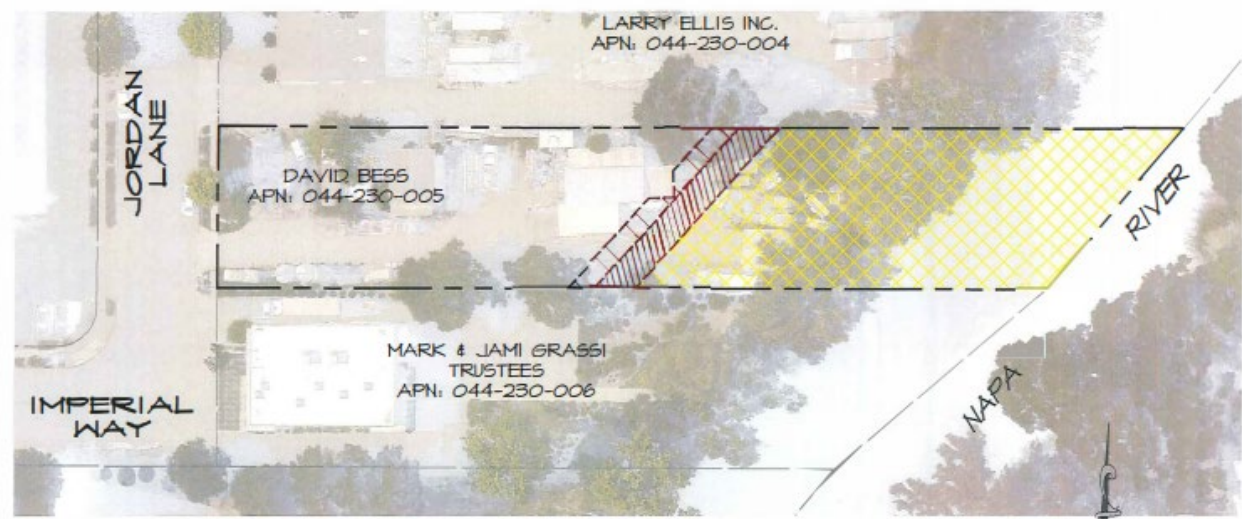 LARRY ELLIS INC.
APN: 044-230-004
JORDAN
LANE
DAVID BESS
APN: 044-230-005
RIVER
MARK & JAMI GRASSI
TRUSTEES
APN: 044-230-006
NAPA
IMPERIAL
WAY